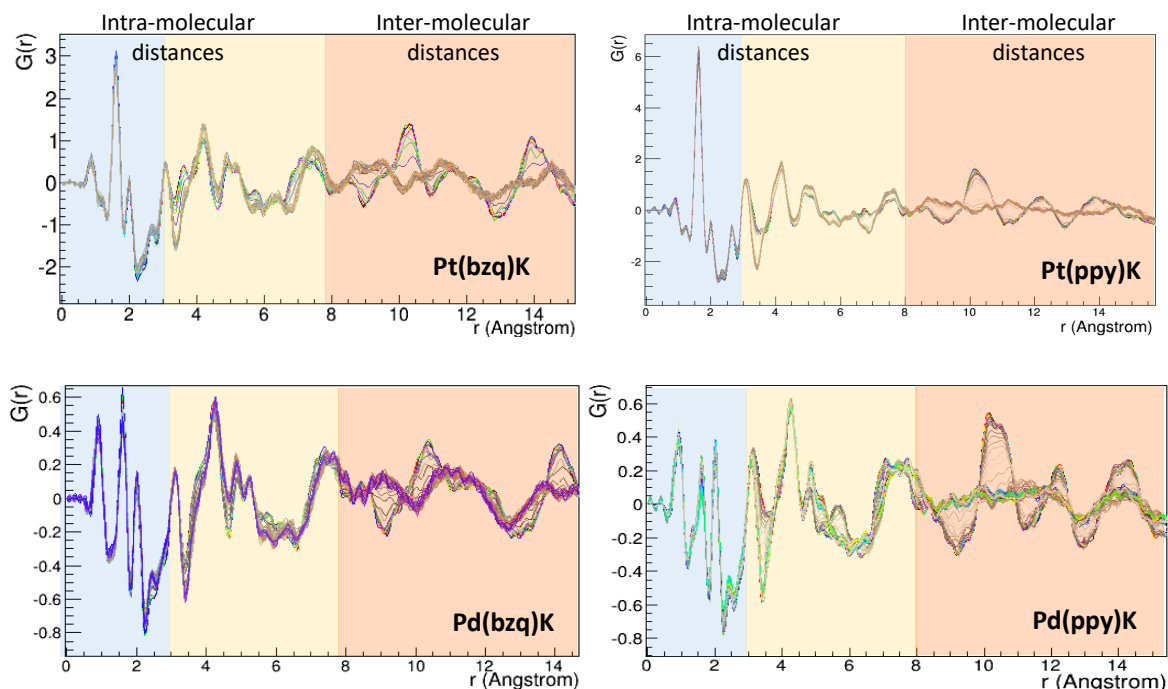 Intra-molecular
distances
Inter-molecular
distances
G(r)
3
2
1
0
-1
-2
Pt(bzq)K
0 2 4 6 8 10 12 14
r (Angstrom)
Intra-molecular
distances
Inter-molecular
distances
G(r)
6
4
2
0
-2
Pt(ppy)K
0 2 4 6 8 10 12 14
r (Angstrom)
G(r)
0.6
0.4
0.2
0
-0.2
-0.4
-0.6
-0.8
Pd(bzq)K
0 2 4 6 8 10 12 14
r (Angstrom)
G(r)
0.6
0.4
0.2
0
-0.2
-0.4
-0.6
-0.8
Pd(ppy)K
0 2 4 6 8 10 12 14
r (Angstrom)